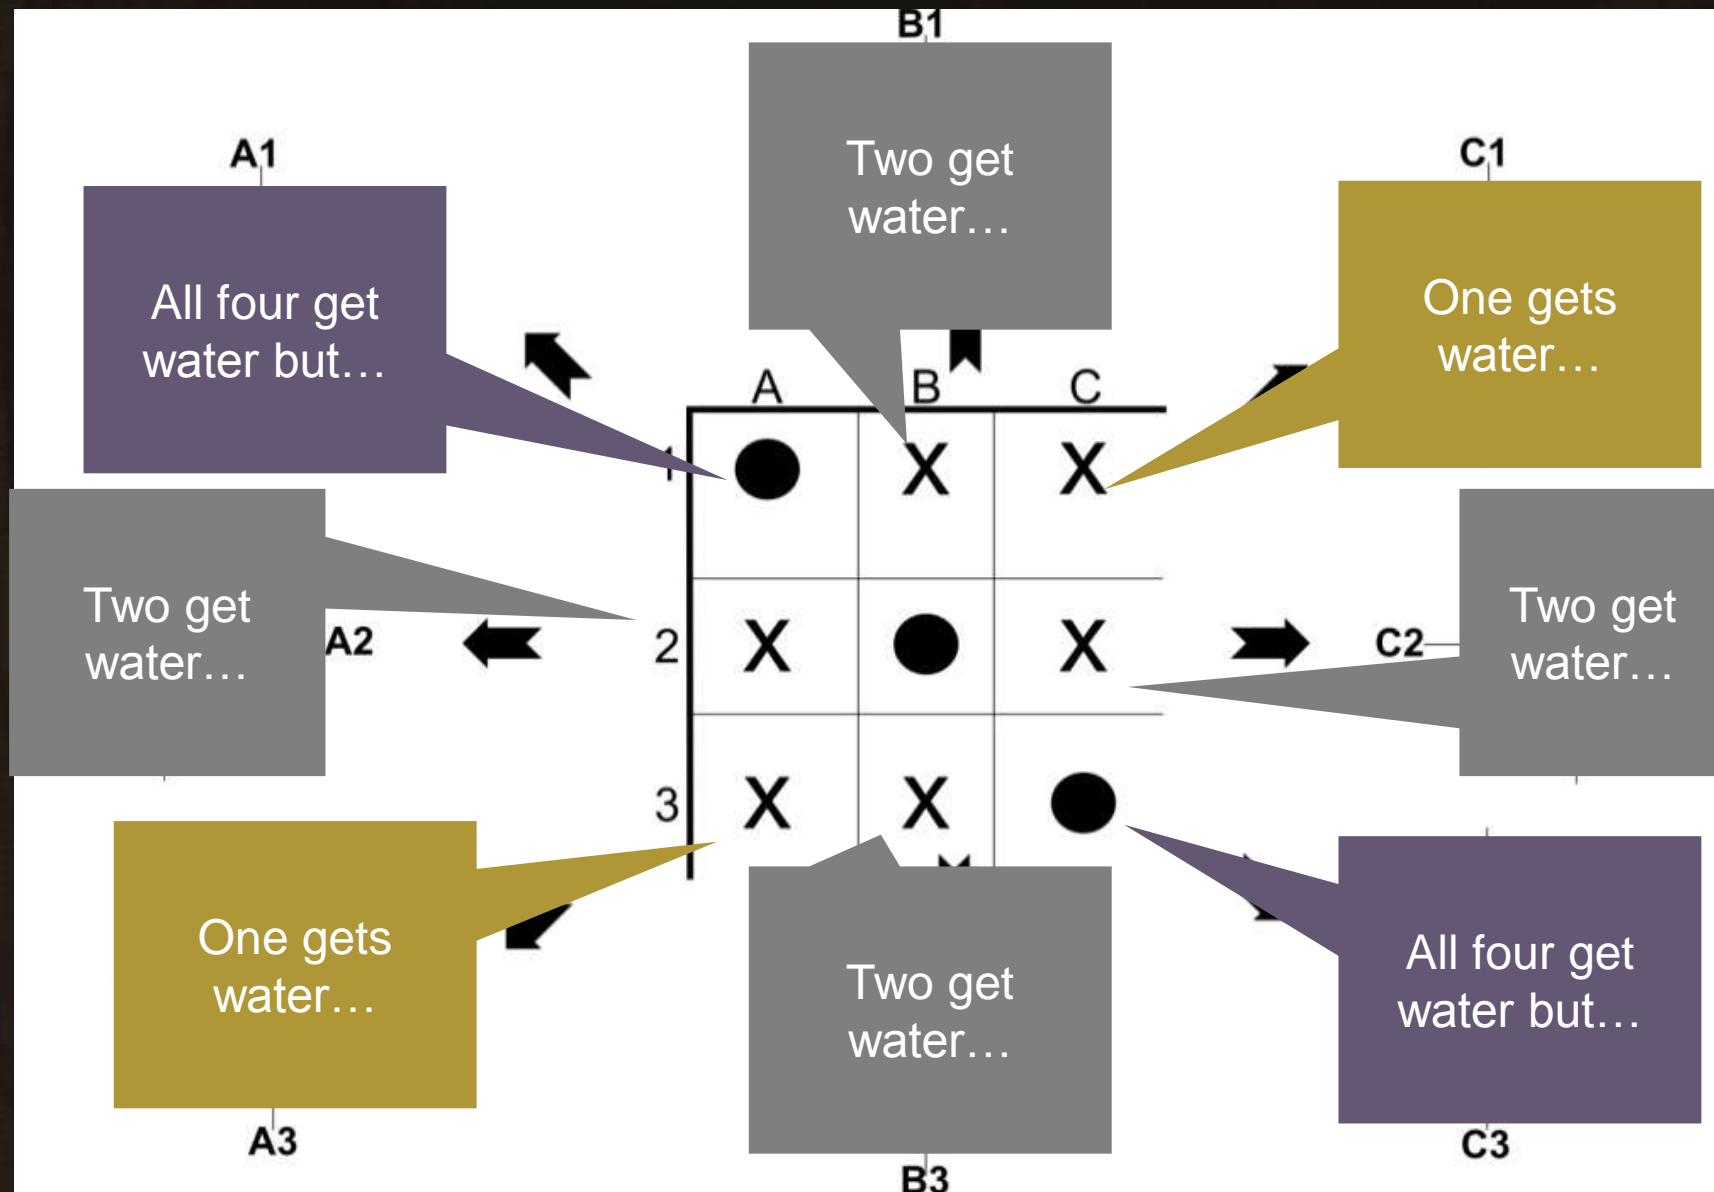 B1
A1
C1
Two get
water…
All four get
water but…
One gets
water…
A B C
1
X X
Two get
water…
A2
2
X X
C2
Two get
water…
3
X X
One gets
water…
Two get
water…
All four get
water but…
A3
B3
C3